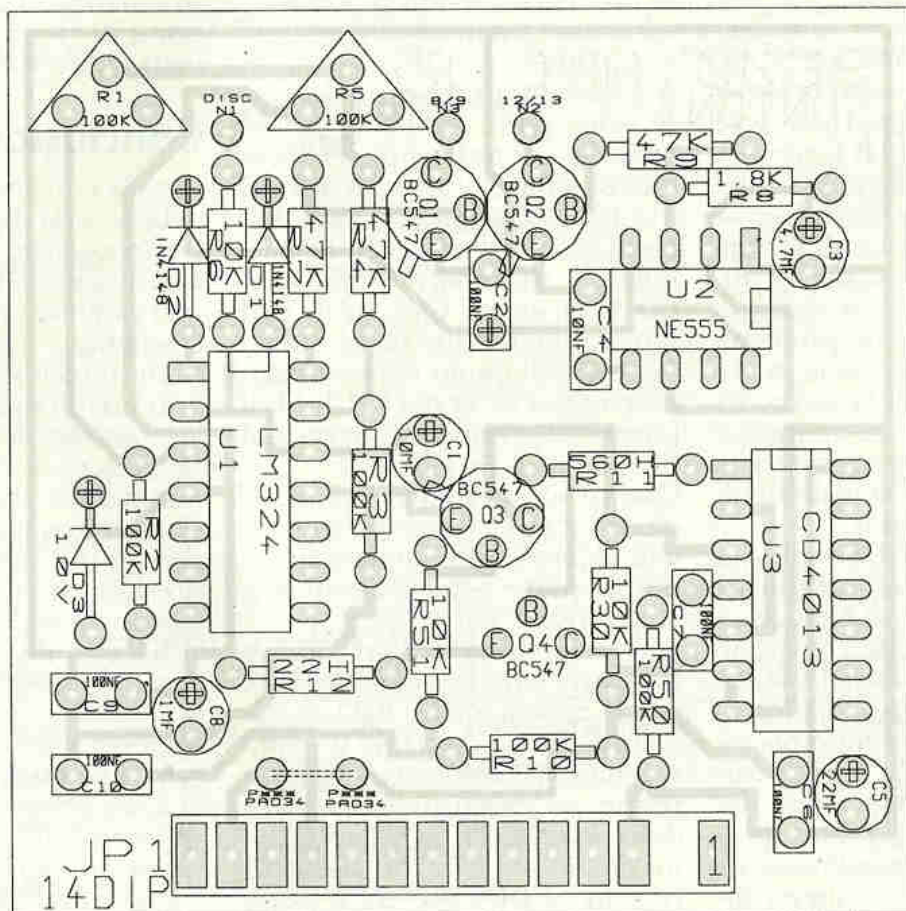 R1
100K
DISC
N1
R5
100K
8/9
N3
12/13
N2
47K
R9
1.8K
R8
Q1
BC547
C
B
E
Q2
BC547
C
B
E
C3
4.7MF
IN4148
D2
10K
R6
D1
IN4148
47K
R7
47K
R4
C2
100NF
C4
10NF
U2
NE555
U1
LM324
R3
100K
C1
10MF
BC547
Q3
E
C
B
560H
R11
U3
CD4013
R2
100K
D3
10V
10K
R51
B
E
Q4
C
BC547
10K
R30
C7
100NF
R50
100K
22H
R12
100NF
C9
C8
1MF
100K
R10
100NF
C10
PAD34
PAD34
C6
C5
22MF
JP1
14DIP
1